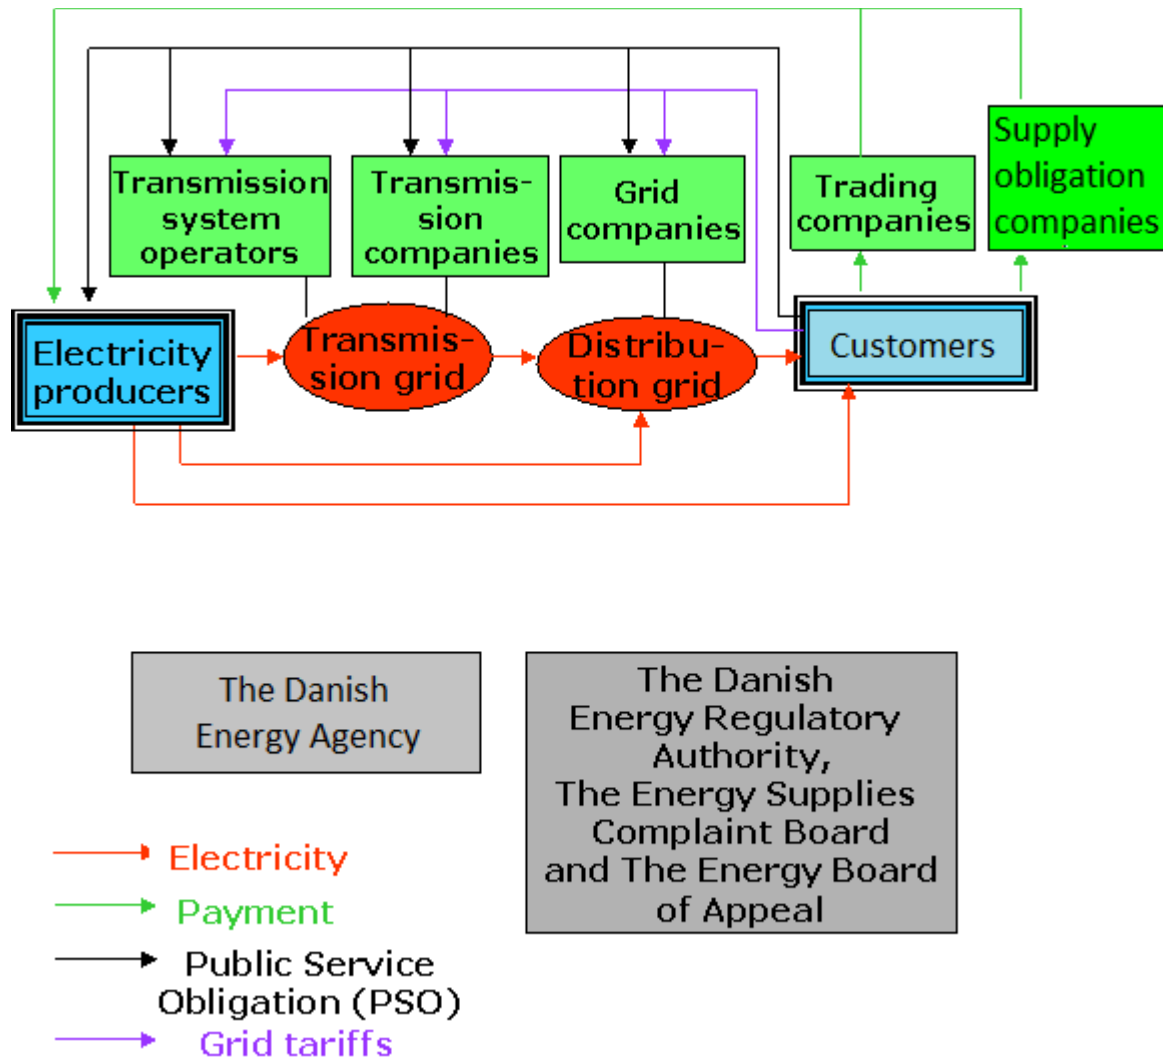 Transmission
system
operators
Transmis-
sion
companies
Grid
companies
Trading
companies
Supply
obligation
companies
Electricity
producers
Transmis-
sion grid
Distribu-
tion grid
Customers
The Danish
Energy Agency
The Danish
Energy Regulatory
Authority,
The Energy Supplies
Complaint Board
and The Energy Board
of Appeal
Electricity
Payment
Public Service
Obligation (PSO)
Grid tariffs